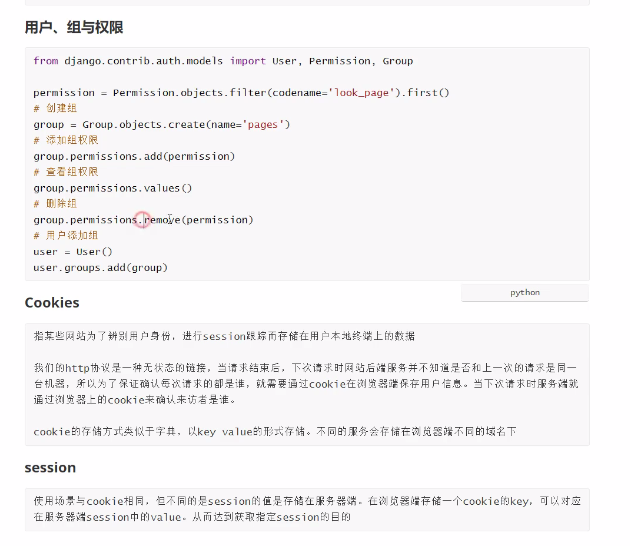 用户、组与权限
from django.contrib.auth.models import User, Permission, Group
permission = Permission.objects.filter(codename='look_page').first()
# 创建组
group = Group.objects.create(name='pages')
# 添加组权限
group.permissions.add(permission)
# 查看组权限
group.permissions.values()
# 删除组
group.permissions.remove(permission)
# 用户添加组
user = User()
user.groups.add(group)
python
Cookies
指某些网站为了辨别用户身份，进行session跟踪而存储在用户本地终端上的数据
我们的http协议是一种无状态的链接，当请求结束后，下次请求时网站后端服务并不知道是否和上一次的请求是同一
台机器，所以为了保证确认每次请求的都是谁，就需要通过cookie在浏览器端保存用户信息。当下次请求时服务端就
通过浏览器上的cookie来确认来访者是谁。
cookie的存储方式类似于字典，以key value的形式存储。不同的服务会存储在浏览器端不同的域名下
session
使用场景与cookie相同，但不同的是session的值是存储在服务器端。在浏览器端存储一个cookie的key，可以对应
在服务器端session中的value。从而达到获取指定session的目的